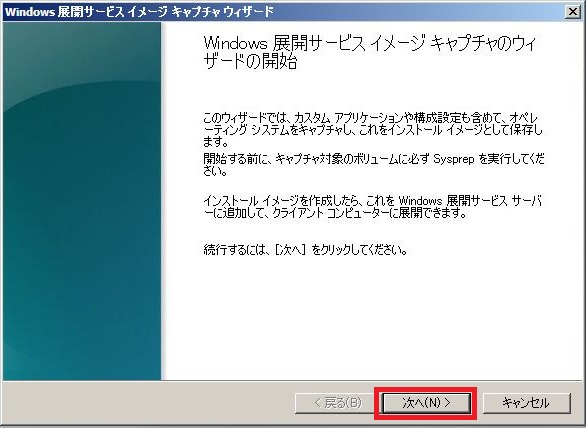 Windows 展開サービス イメージ キャプチャ ウィザード
Windows 展開サービス イメージ キャプチャのウィ
ザードの開始
このウィザードでは、カスタム アプリケーションや構成設定も含めて、オペレ
ーティング システムをキャプチャし、これをインストール イメージとして保存し
ます。
開始する前に、キャプチャ対象のボリュームに必ず Sysprep を実行してくだ
さい。
インストール イメージを作成したら、これを Windows 展開サービス サーバ
ーに追加して、クライアント コンピューターに展開できます。
続行するには、[次へ] をクリックしてください。
< 戻る(B)
次へ(N) >
キャンセル